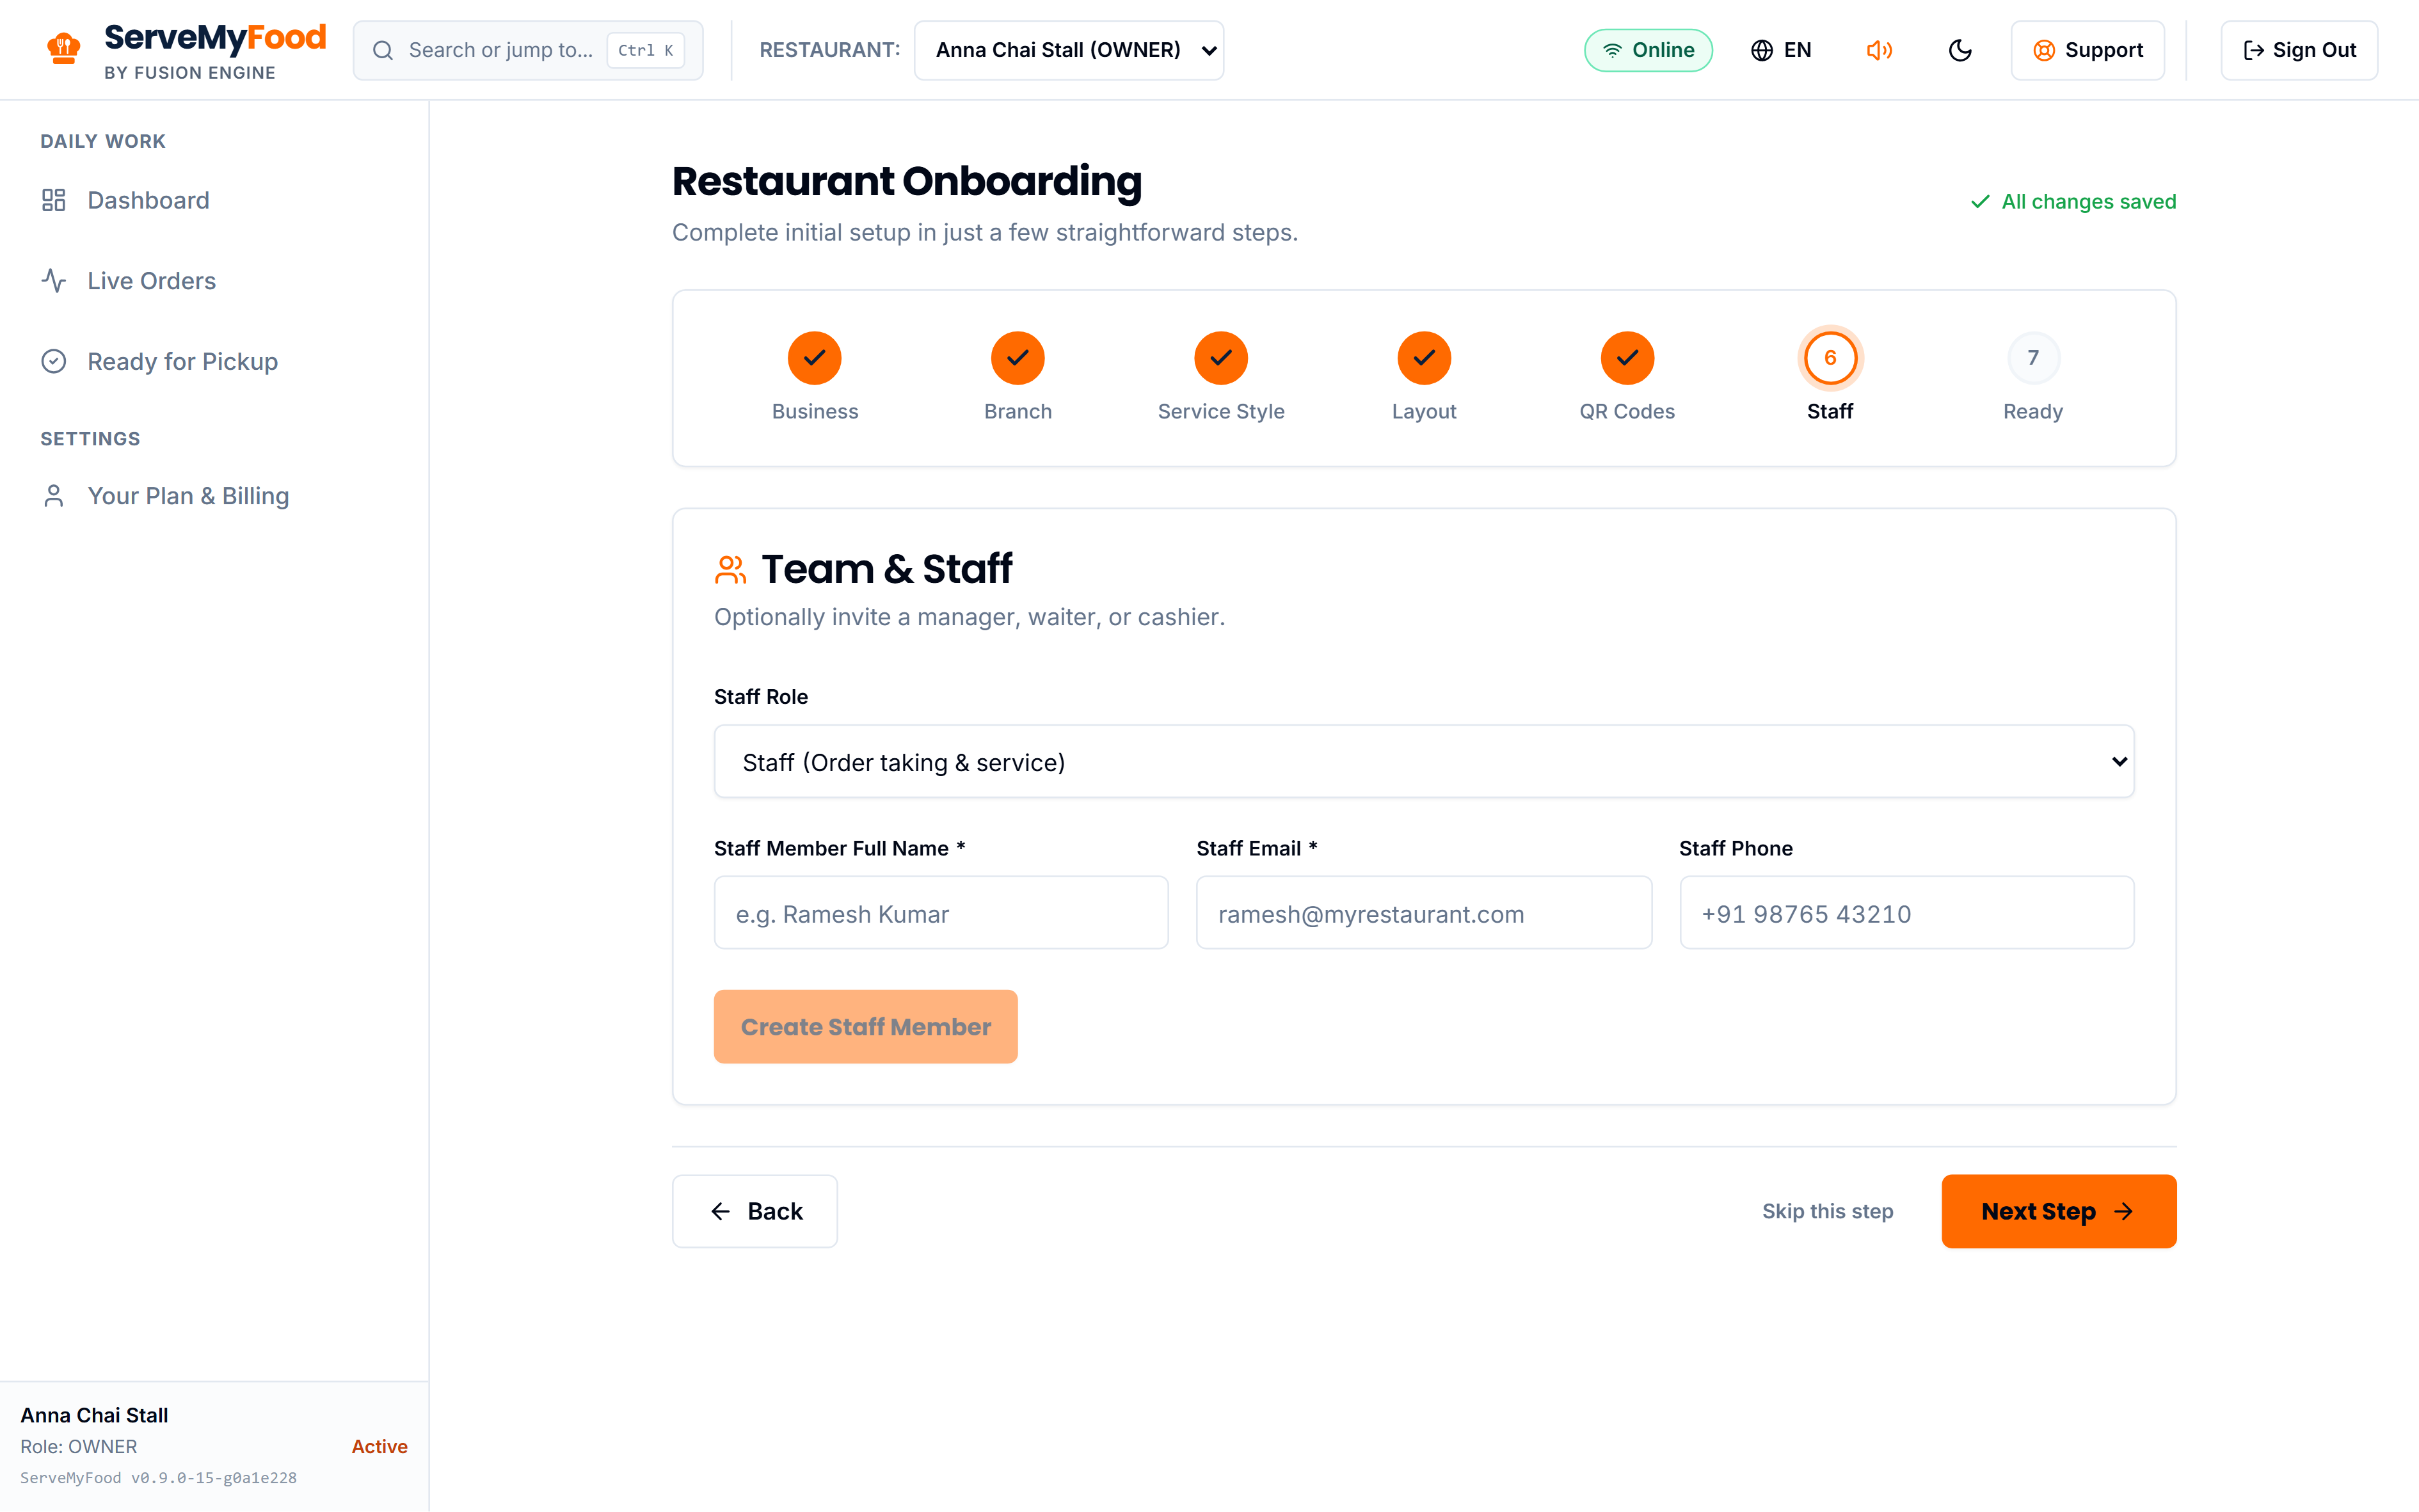 ServeMyFood
BY FUSION ENGINE
Search or jump to... Ctrl K
RESTAURANT: Anna Chai Stall (OWNER)
Online
EN
Support
Sign Out
DAILY WORK
Dashboard
Live Orders
Ready for Pickup
SETTINGS
Your Plan & Billing
Restaurant Onboarding
Complete initial setup in just a few straightforward steps.
All changes saved
Business
Branch
Service Style
Layout
QR Codes
6
Staff
7
Ready
Team & Staff
Optionally invite a manager, waiter, or cashier.
Staff Role
Staff (Order taking & service)
Staff Member Full Name *
e.g. Ramesh Kumar
Staff Email *
ramesh@myrestaurant.com
Staff Phone
+91 98765 43210
Create Staff Member
Back
Skip this step
Next Step
Anna Chai Stall
Role: OWNER
Active
ServeMyFood v0.9.0-15-g0a1e228